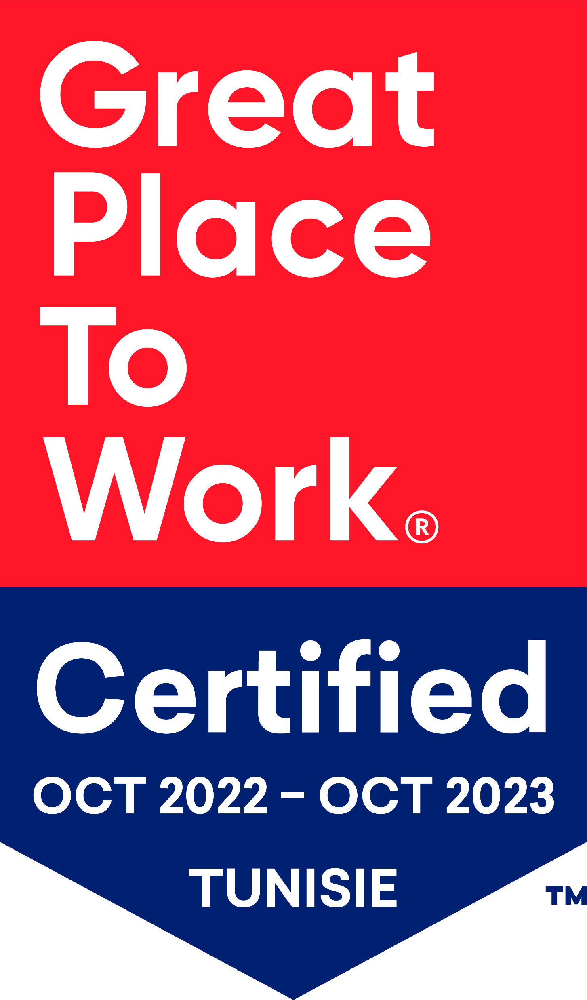 Great
Place
To
Work®
Certified
OCT 2022 – OCT 2023
TUNISIE
™